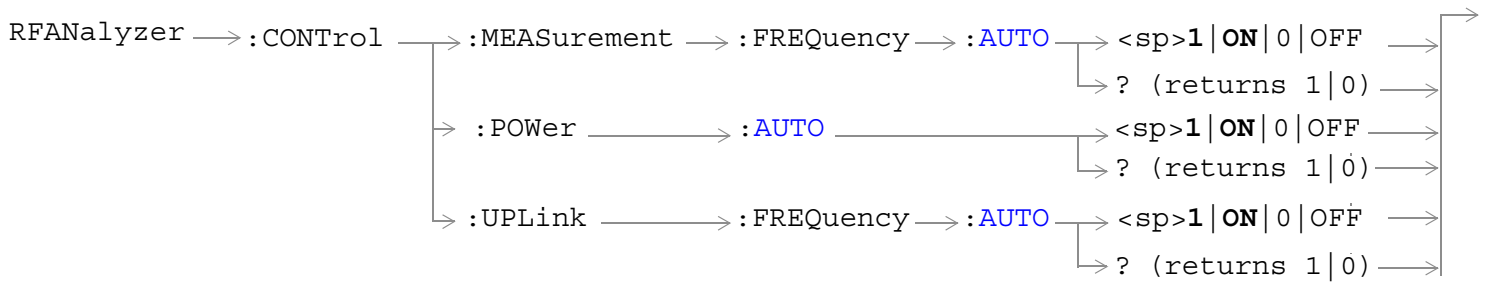 RFANalyzer :CONTrol :MEASurement :FREQuency :AUTO <sp>1|ON|0|OFF
? (returns 1|0)
:POWer :AUTO <sp>1|ON|0|OFF
? (returns 1|0)
:UPLink :FREQuency :AUTO <sp>1|ON|0|OFF
? (returns 1|0)